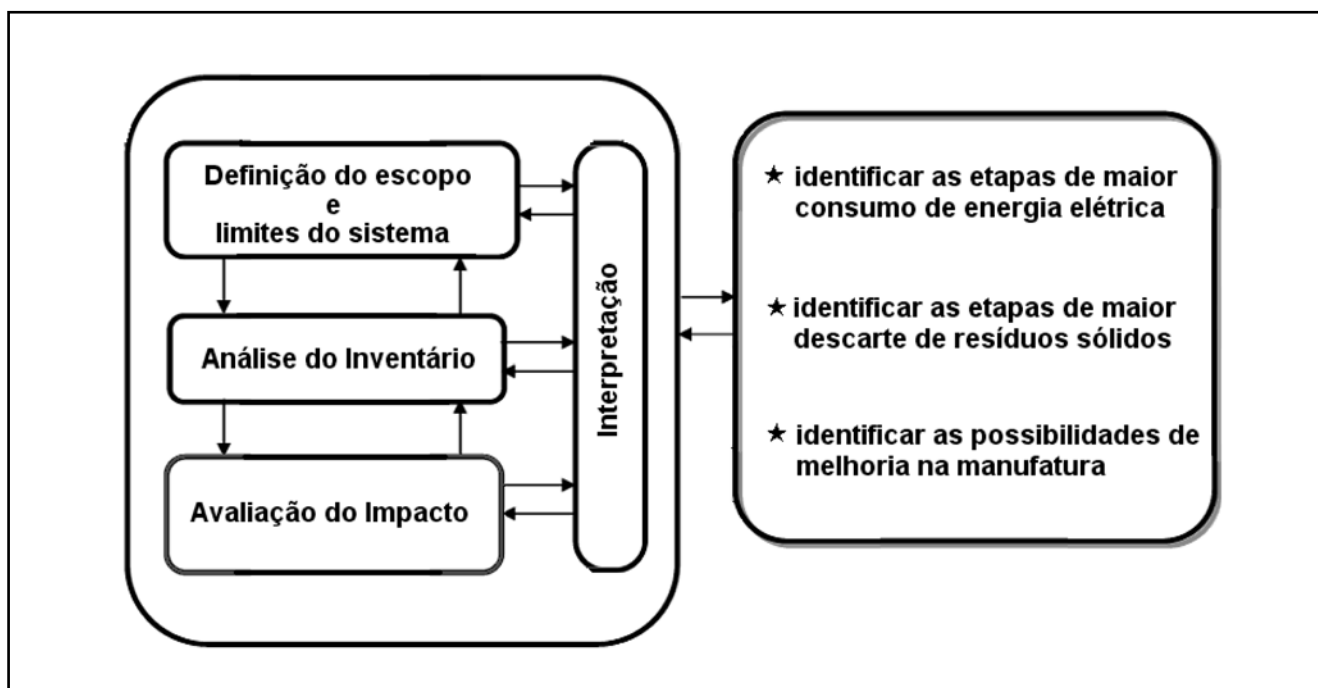 Definição do escopo
e
limites do sistema
Análise do Inventário
Avaliação do Impacto
Interpretação
★ identificar as etapas de maior
consumo de energia elétrica
★ identificar as etapas de maior
descarte de resíduos sólidos
★ identificar as possibilidades de
melhoria na manufatura